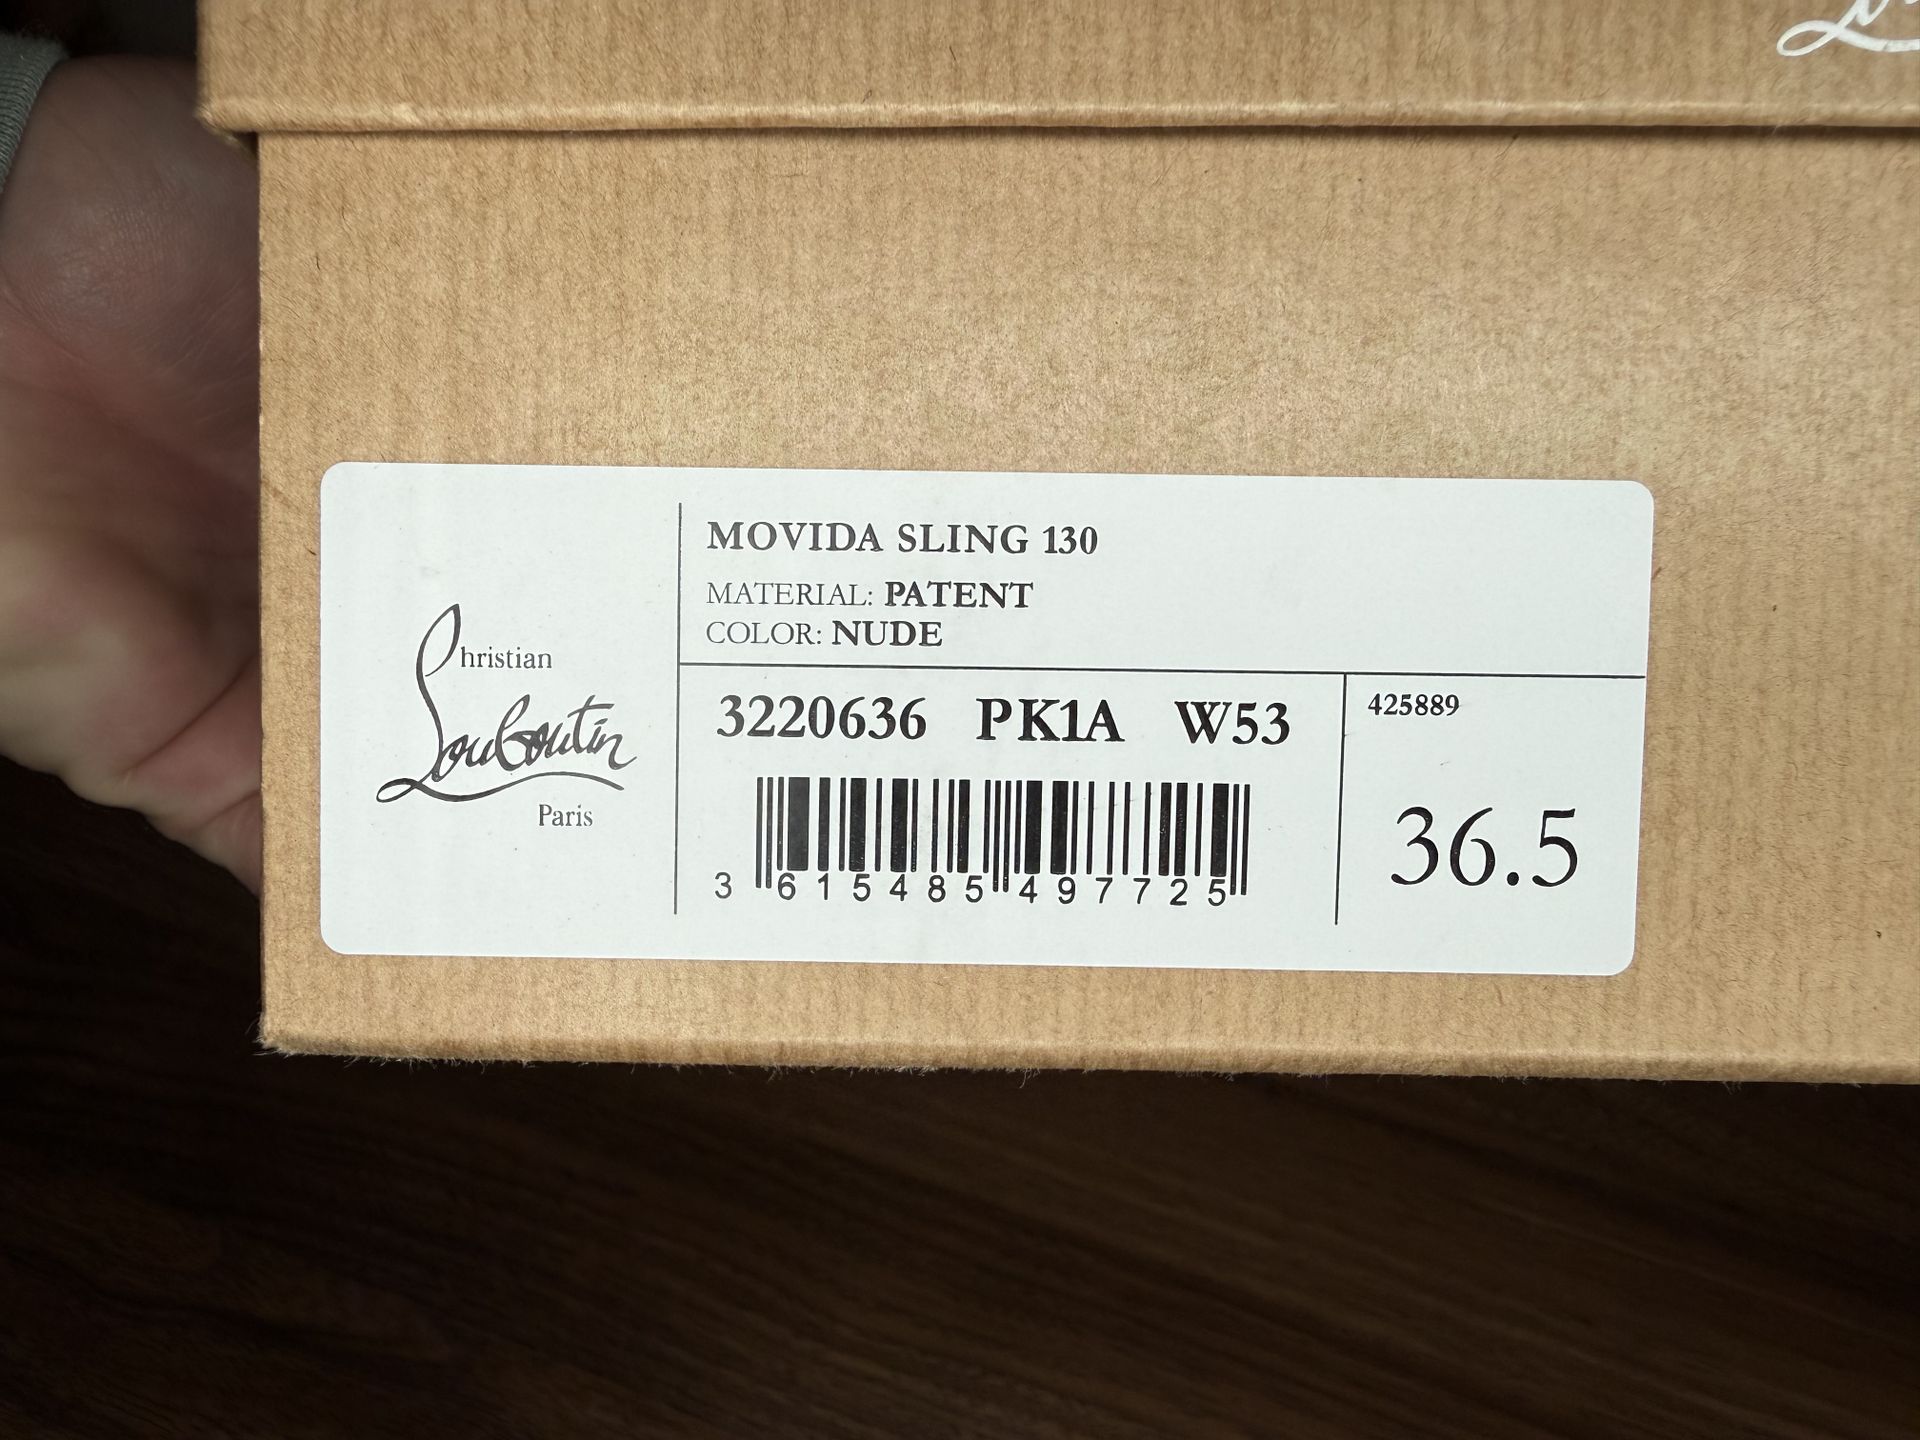 Christian
Louboutin
Paris
MOVIDA SLING 130
MATERIAL: PATENT
COLOR: NUDE
3220636 PK1A W53
3 615485 497725
425889
36.5